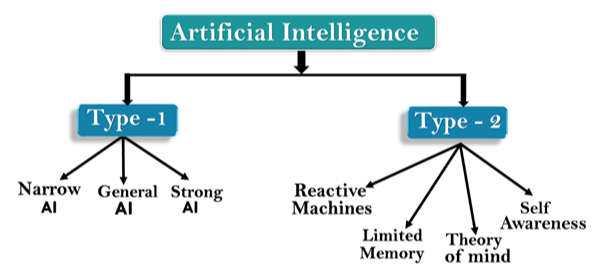 Artificial Intelligence
Type -1
Type - 2
Narrow
AI
General
AI
Strong
AI
Reactive
Machines
Limited
Memory
Theory
of mind
Self
Awareness